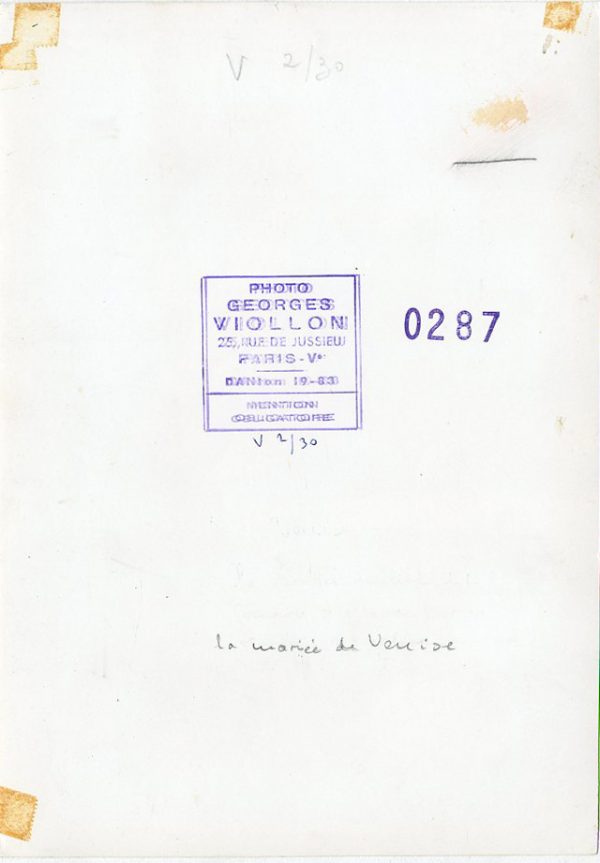 V 2/30
PHOTO
GEORGES
VIOLLON
25, RUE DE JUSSIEU
PARIS-Ve
DANton 19-83
MENTION
OBLIGATOIRE
0287
V 2/30
la mariée de Venise